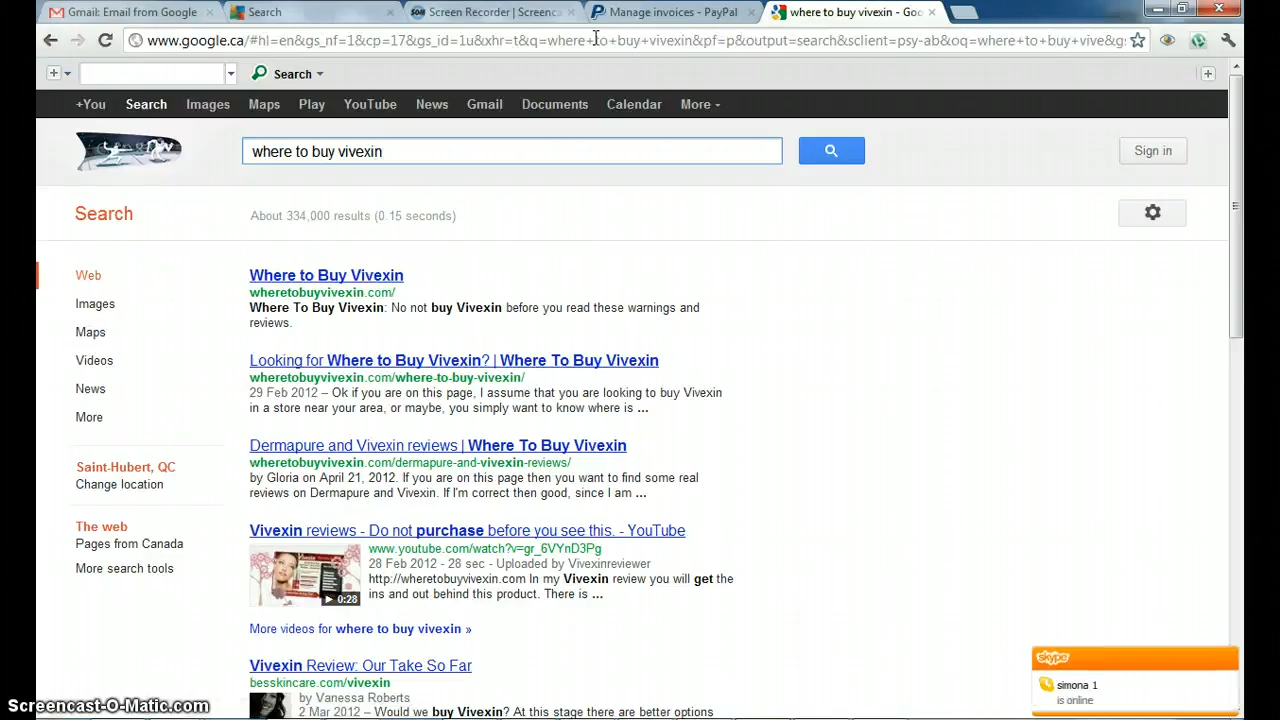 Gmail: Email from Google
Search
Screen Recorder | Screenca
Manage invoices - PayPal
where to buy vivexin - Goo
www.google.ca/#hl=en&gs_nf=1&cp=17&gs_id=1u&xhr=t&q=where+to+buy+vivexin&pf=p&output=search&sclient=psy-ab&oq=where+to+buy+vive&g
Search
+You Search Images Maps Play YouTube News Gmail Documents Calendar More
where to buy vivexin
Sign in
Search
About 334,000 results (0.15 seconds)
Web
Images
Maps
Videos
News
More
Saint-Hubert, QC
Change location
The web
Pages from Canada
More search tools
Where to Buy Vivexin
wheretobuyvivexin.com/
Where To Buy Vivexin: No not buy Vivexin before you read these warnings and
reviews.
Looking for Where to Buy Vivexin? | Where To Buy Vivexin
wheretobuyvivexin.com/where-to-buy-vivexin/
29 Feb 2012 – Ok if you are on this page, I assume that you are looking to buy Vivexin
in a store near your area, or maybe, you simply want to know where is ...
Dermapure and Vivexin reviews | Where To Buy Vivexin
wheretobuyvivexin.com/dermapure-and-vivexin-reviews/
by Gloria on April 21, 2012. If you are on this page then you want to find some real
reviews on Dermapure and Vivexin. If I'm correct then good, since I am ...
Vivexin reviews - Do not purchase before you see this. - YouTube
www.youtube.com/watch?v=gr_6VYnD3Pg
28 Feb 2012 - 28 sec - Uploaded by Vivexinreviewer
http://wheretobuyvivexin.com In my Vivexin review you will get the
ins and out behind this product. There is ...
0:28
More videos for where to buy vivexin »
Vivexin Review: Our Take So Far
besskincare.com/vivexin
by Vanessa Roberts
2 Mar 2012 – Would we buy Vivexin? At this stage there are better options
skype
simona 1
is online
Screencast-O-Matic.com